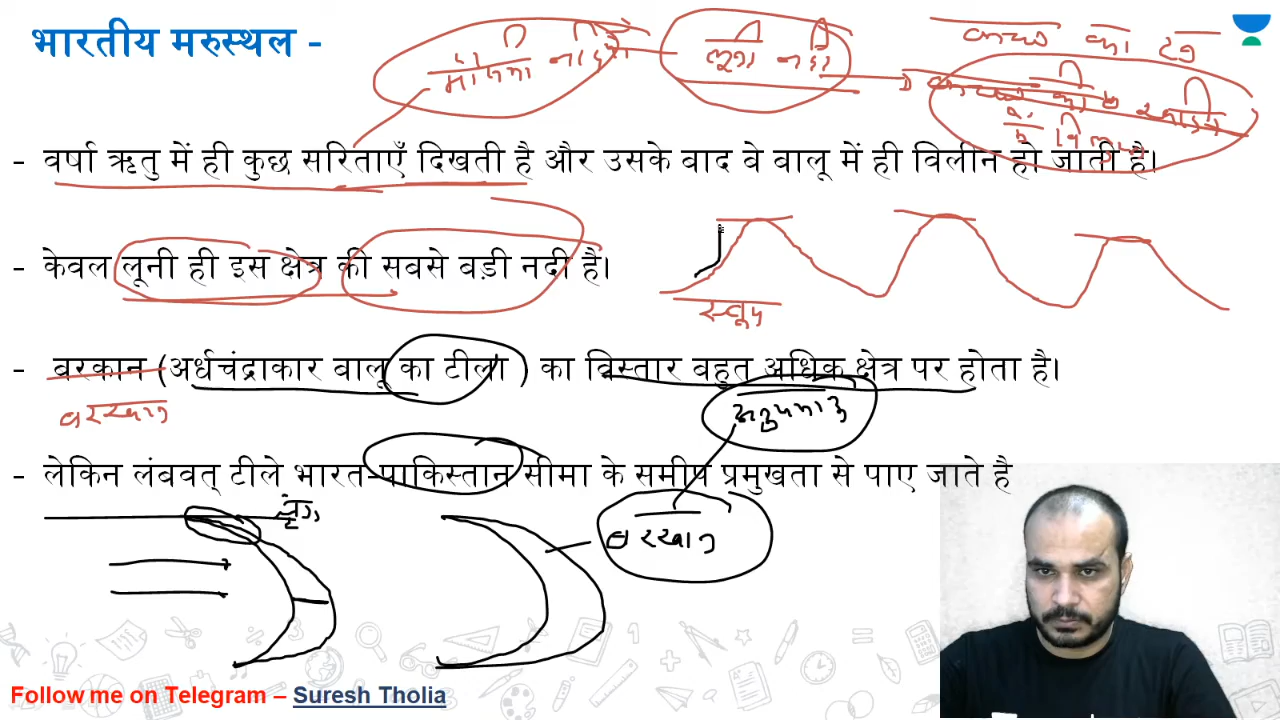 भारतीय मरुस्थल -
लूनी नदी
- वर्षा ऋतु में ही कुछ सरिताएँ दिखती है और उसके बाद वे बालू में ही विलीन हो जाती है।
- केवल लूनी ही इस क्षेत्र की सबसे बड़ी नदी है।
स्तूप
- बरकान (अर्धचंद्राकार बालू का टीला ) का विस्तार बहुत अधिक क्षेत्र पर होता है।
बरखान
- लेकिन लंबवत् टीले भारत-पाकिस्तान सीमा के समीप प्रमुखता से पाए जाते है
बरखान
Follow me on Telegram – Suresh Tholia